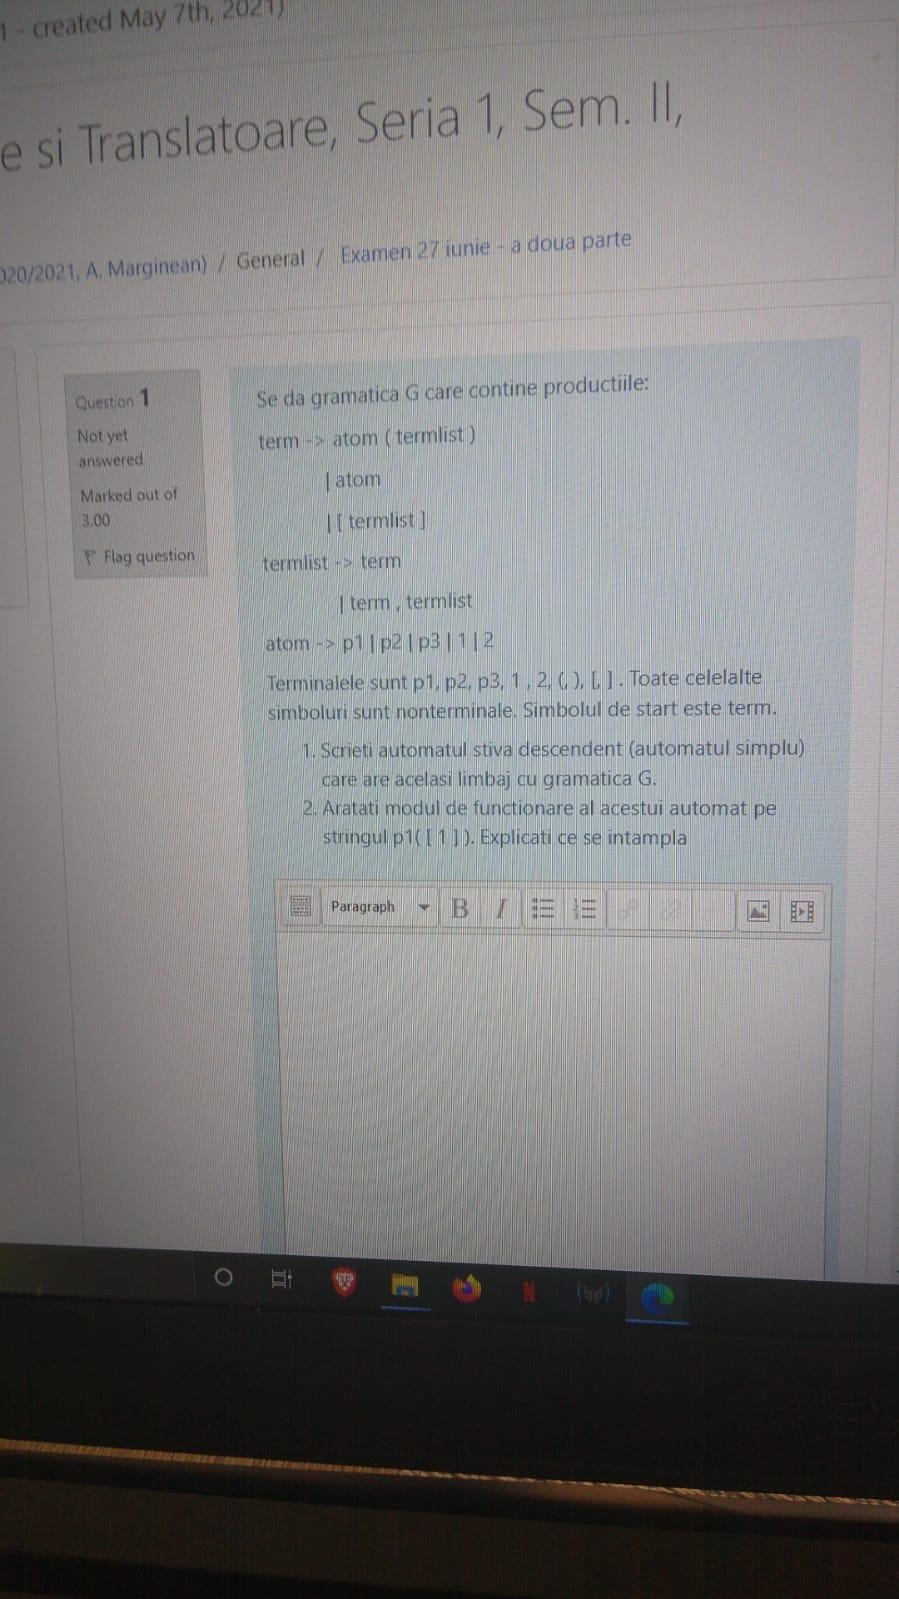 1 - created May 7th, 2021)
e si Translatoare, Seria 1, Sem. II,
020/2021, A. Marginean) / General / Examen 27 iunie - a doua parte
Question 1
Not yet
answered
Marked out of
3.00
Flag question
Se da gramatica G care contine productiile:
term -> atom ( termlist )
| atom
| [ termlist ]
termlist -> term
| term , termlist
atom -> p1 | p2 | p3 | 1 | 2
Terminalele sunt p1, p2, p3, 1 , 2, (, ), [, ] . Toate celelalte
simboluri sunt nonterminale. Simbolul de start este term.
1. Scrieti automatul stiva descendent (automatul simplu)
care are acelasi limbaj cu gramatica G.
2. Aratati modul de functionare al acestui automat pe
stringul p1( [ 1 ] ). Explicati ce se intampla
Paragraph B I
N